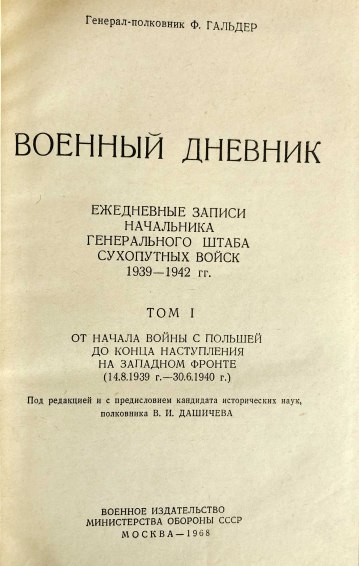 Генерал-полковник Ф. ГАЛЬДЕР
ВОЕННЫЙ ДНЕВНИК
ЕЖЕДНЕВНЫЕ ЗАПИСИ
НАЧАЛЬНИКА
ГЕНЕРАЛЬНОГО ШТАБА
СУХОПУТНЫХ ВОЙСК
1939—1942 гг.
ТОМ I
ОТ НАЧАЛА ВОЙНЫ С ПОЛЬШЕЙ
ДО КОНЦА НАСТУПЛЕНИЯ
НА ЗАПАДНОМ ФРОНТЕ
(14.8.1939 г.—30.6.1940 г.)
Под редакцией и с предисловием кандидата исторических наук,
полковника В. И. ДАШИЧЕВА
ВОЕННОЕ ИЗДАТЕЛЬСТВО
МИНИСТЕРСТВА ОБОРОНЫ СССР
МОСКВА—1968